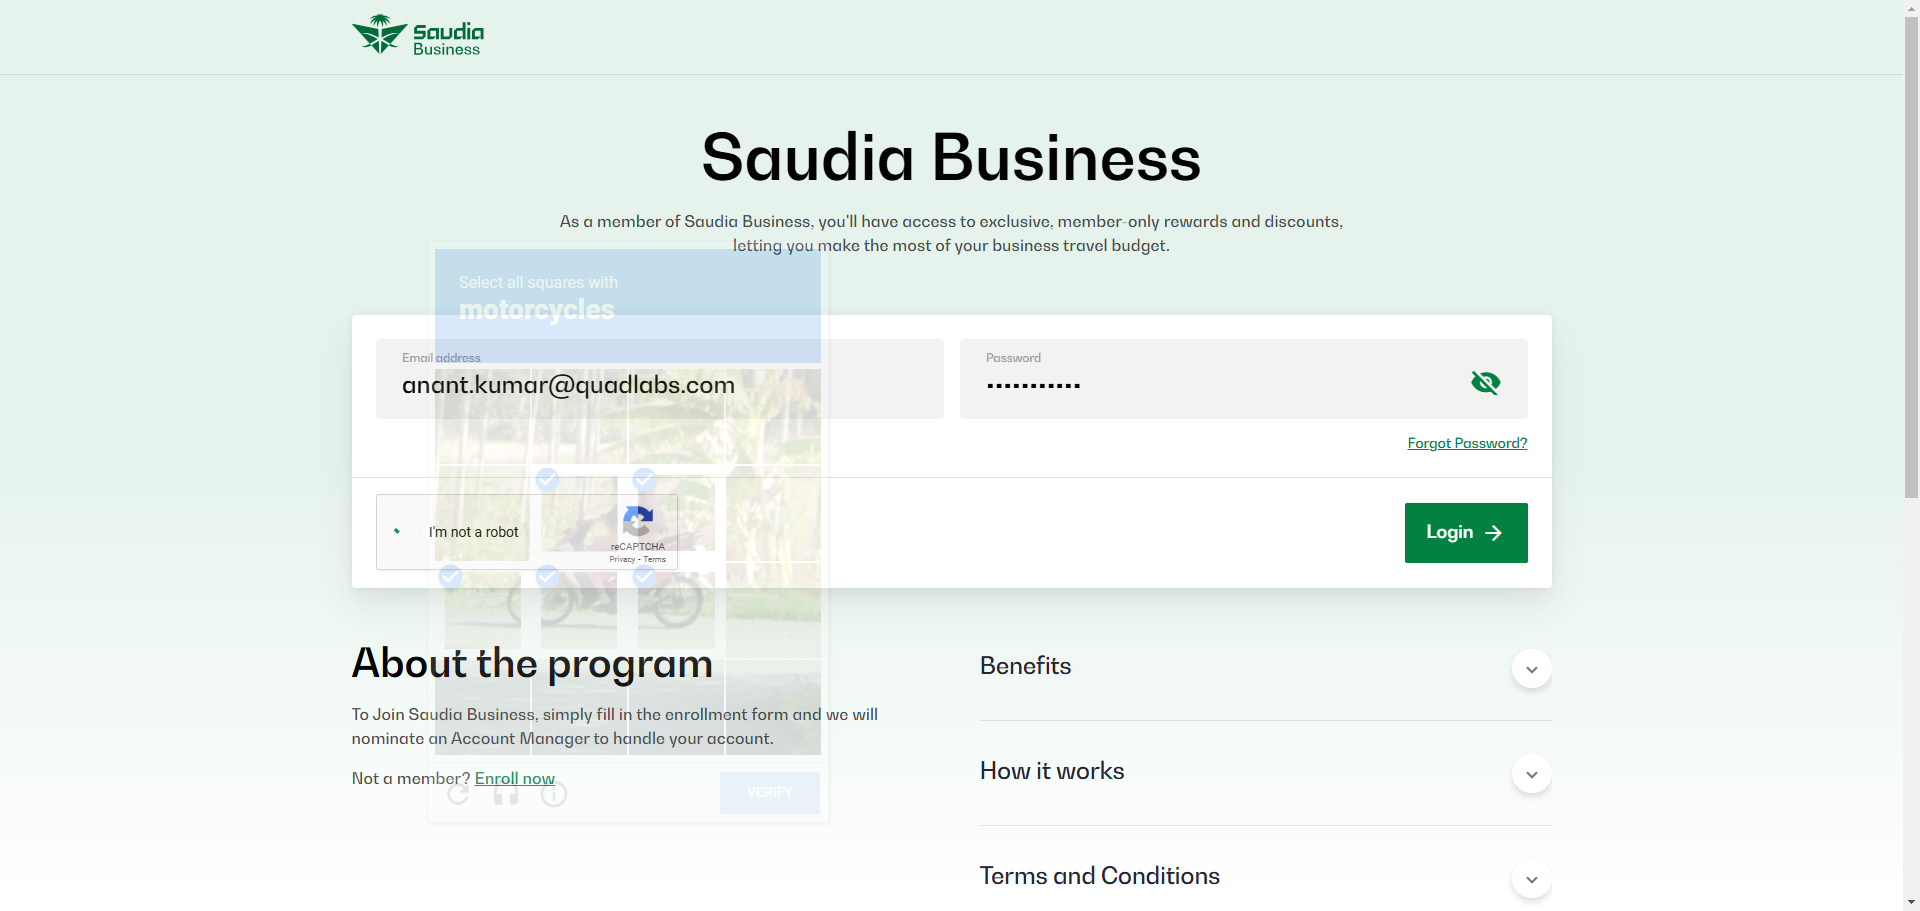 Saudia
Business
Saudia Business
As a member of Saudia Business, you'll have access to exclusive, member-only rewards and discounts,
letting you make the most of your business travel budget.
Select all squares with
motorcycles
Email address
anant.kumar@quadlabs.com
Password
Forgot Password?
I'm not a robot
reCAPTCHA
Privacy - Terms
Login
About the program
To Join Saudia Business, simply fill in the enrollment form and we will
nominate an Account Manager to handle your account.
Not a member? Enroll now
VERIFY
Benefits
How it works
Terms and Conditions